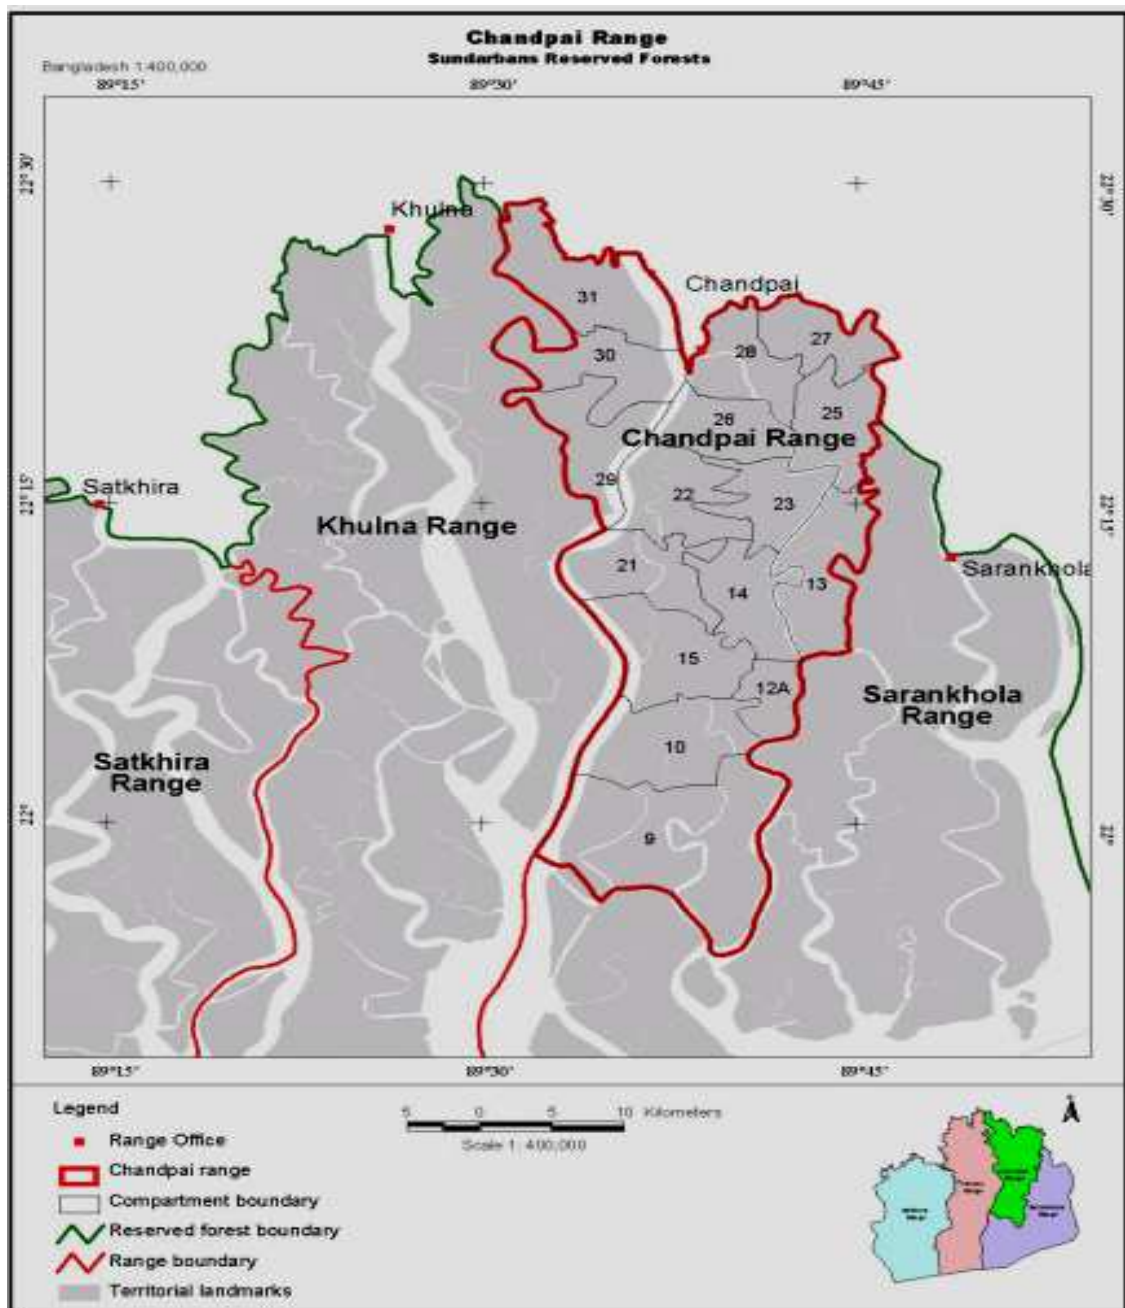 Chandpai Range
Sundarbans Reserved Forests
Bangladesh 1:400,000
89°15' 89°30' 89°45'
22°30' 22°30'
Khulna
Chandpai
31
27
30 28
25
26
Chandpai Range
Satkhira
29
22 23
22°15' 22°15'
Khulna Range
Sarankhola
21 14 13
15
12A
Sarankhola
Range
10
Satkhira
Range
22° 22°
9
89°15' 89°30' 89°45'
Legend
5 0 5 10 Kilometers
Scale 1: 400,000
Range Office
Chandpai range
Compartment boundary
Reserved forest boundary
Range boundary
Territorial landmarks